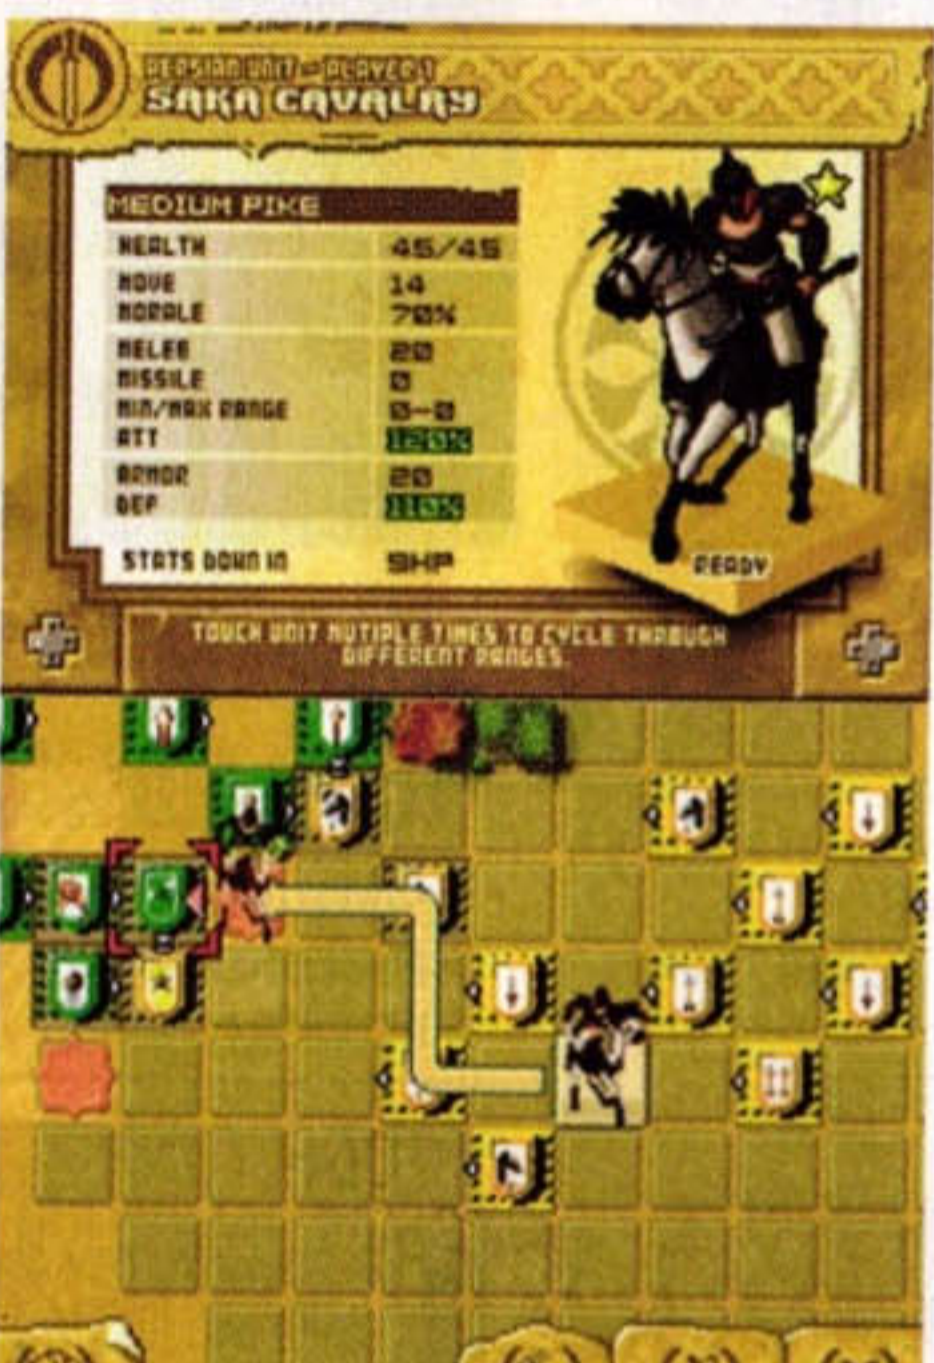 PERSIAN UNIT - PLAYER 1
SAKA CAVALRY
MEDIUM PIKE
HEALTH 45/45
MOVE 14
MORALE 70%
MELEE 20
MISSILE 0
MIN/MAX RANGE 0-0
ATT 120%
ARMOR 20
DEF 110%
STATS DOWN IN 9HP
READY
TOUCH UNIT MUTIPLE TIMES TO CYCLE THROUGH
DIFFERENT RANGES.